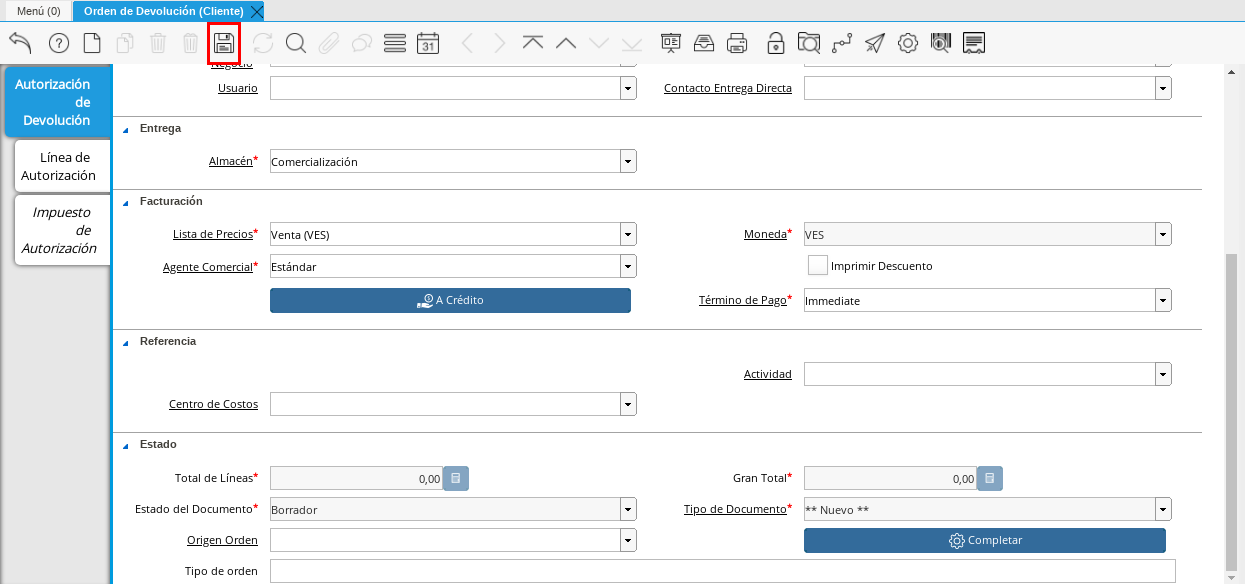 Menú (0)
Orden de Devolución (Cliente)
31
Autorización
de
Devolución
Línea de
Autorización
Impuesto
de
Autorización
Negocio
Usuario
Contacto Entrega Directa
Entrega
Almacén* Comercialización
Facturación
Lista de Precios* Venta (VES)
Moneda* VES
Agente Comercial* Estándar
Imprimir Descuento
A Crédito
Término de Pago* Immediate
Referencia
Actividad
Centro de Costos
Estado
Total de Líneas* 0,00
Gran Total* 0,00
Estado del Documento* Borrador
Tipo de Documento* ** Nuevo **
Origen Orden
Completar
Tipo de orden